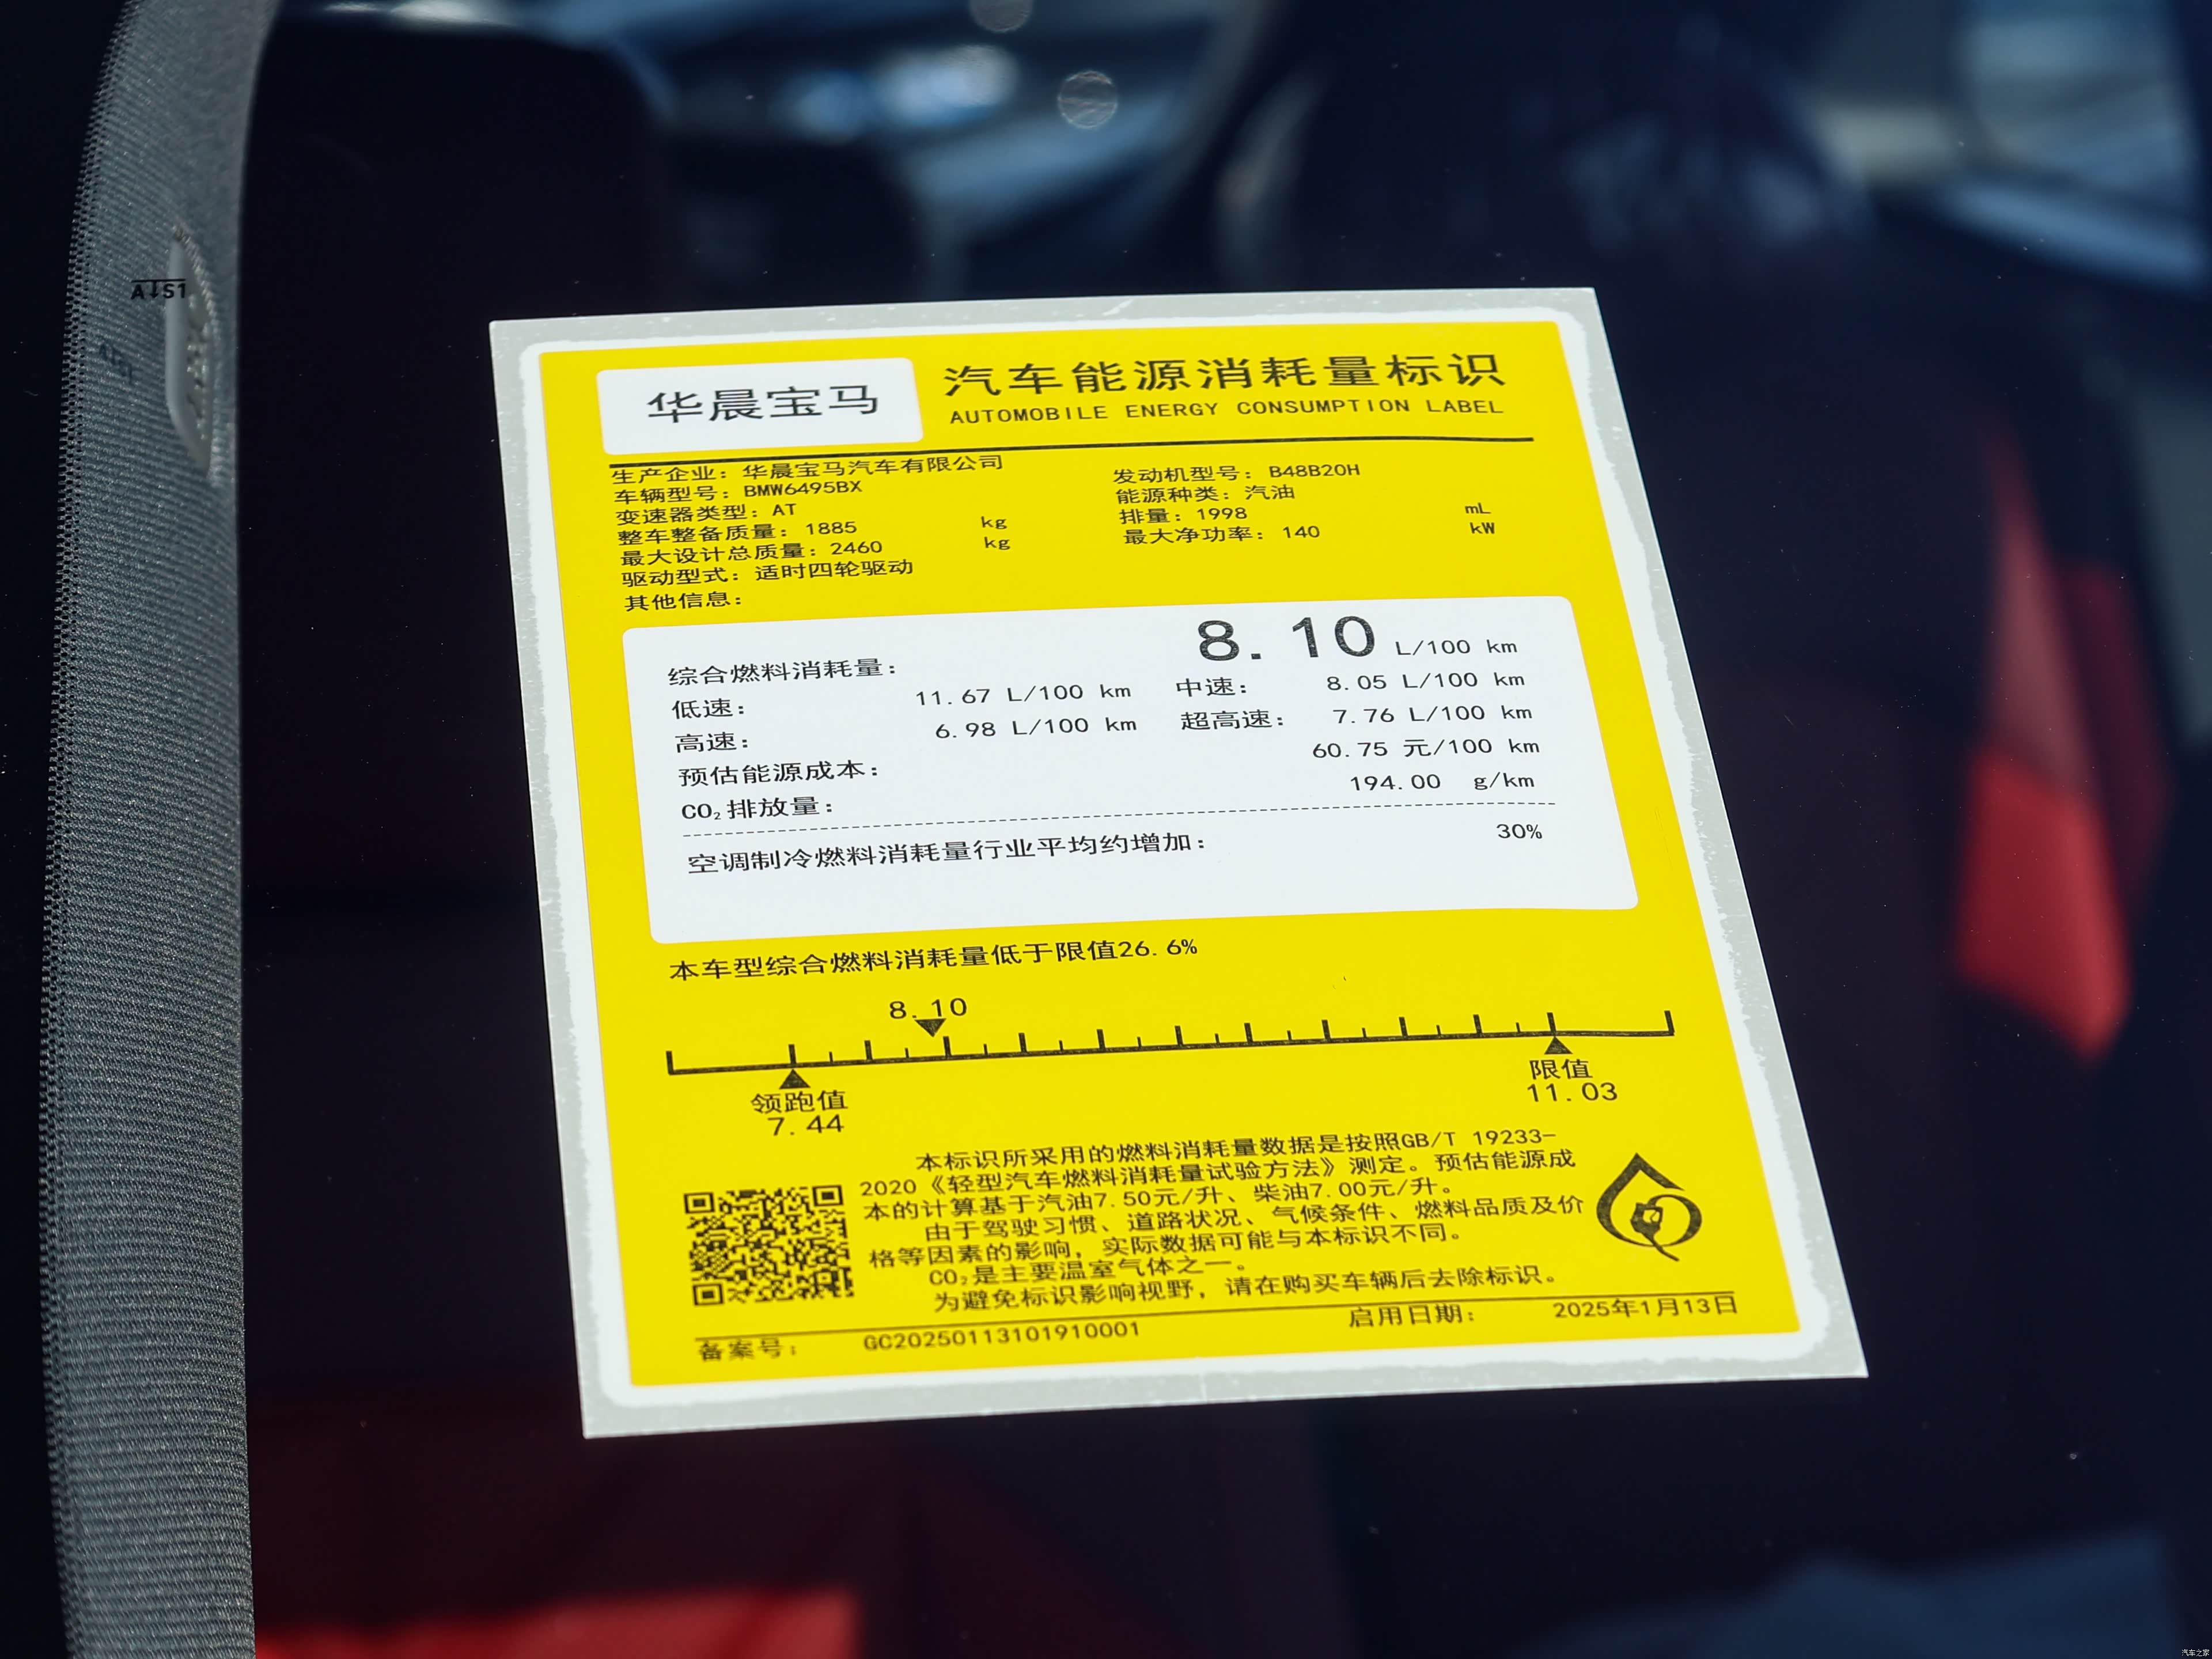 A↓S1
华晨宝马
汽车能源消耗量标识
AUTOMOBILE ENERGY CONSUMPTION LABEL
生产企业：华晨宝马汽车有限公司
车辆型号：BMW6495BX 发动机型号：B48B20H
变速器类型：AT 能源种类：汽油
整车整备质量：1885 kg 排量：1998 mL
最大设计总质量：2460 kg 最大净功率：140 kW
驱动型式：适时四轮驱动
其他信息：
综合燃料消耗量： 8.10 L/100 km
低速： 11.67 L/100 km 中速： 8.05 L/100 km
高速： 6.98 L/100 km 超高速： 7.76 L/100 km
预估能源成本： 60.75 元/100 km
CO₂排放量： 194.00 g/km
空调制冷燃料消耗量行业平均约增加： 30%
本车型综合燃料消耗量低于限值26.6%
8.10
领跑值 限值
7.44 11.03
本标识所采用的燃料消耗量数据是按照GB/T 19233-
2020《轻型汽车燃料消耗量试验方法》测定。预估能源成
本的计算基于汽油7.50元/升、柴油7.00元/升。
由于驾驶习惯、道路状况、气候条件、燃料品质及价
格等因素的影响，实际数据可能与本标识不同。
CO₂是主要温室气体之一。
为避免标识影响视野，请在购买车辆后去除标识。
备案号： GC20250113101910001 启用日期： 2025年1月13日
汽车之家